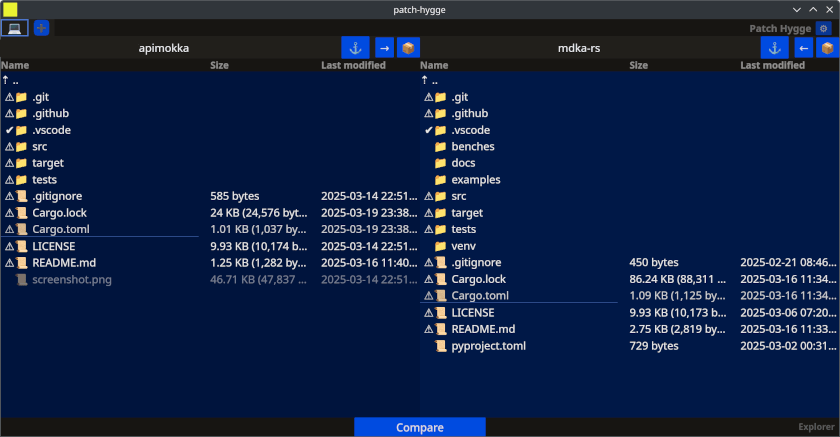 patch-hygge
Patch Hygge
apimokka
mdka-rs
Name Size Last modified Name Size Last modified
..
.git
.github
.vscode
src
target
tests
.gitignore 585 bytes 2025-03-14 22:51...
Cargo.lock 24 KB (24,576 byt... 2025-03-19 23:38...
Cargo.toml 1.01 KB (1,037 by... 2025-03-19 23:38...
LICENSE 9.93 KB (10,174 b... 2025-03-14 22:51...
README.md 1.25 KB (1,282 by... 2025-03-16 11:40...
screenshot.png 46.71 KB (47,837 ... 2025-03-14 22:51...
..
.git
.github
.vscode
benches
docs
examples
src
target
tests
venv
.gitignore 450 bytes 2025-02-21 08:46...
Cargo.lock 86.24 KB (88,311 ... 2025-03-16 11:34...
Cargo.toml 1.09 KB (1,125 by... 2025-03-16 11:34...
LICENSE 9.93 KB (10,173 b... 2025-03-06 07:20...
README.md 2.75 KB (2,819 by... 2025-03-16 11:33...
pyproject.toml 729 bytes 2025-03-02 00:31...
Compare
Explorer